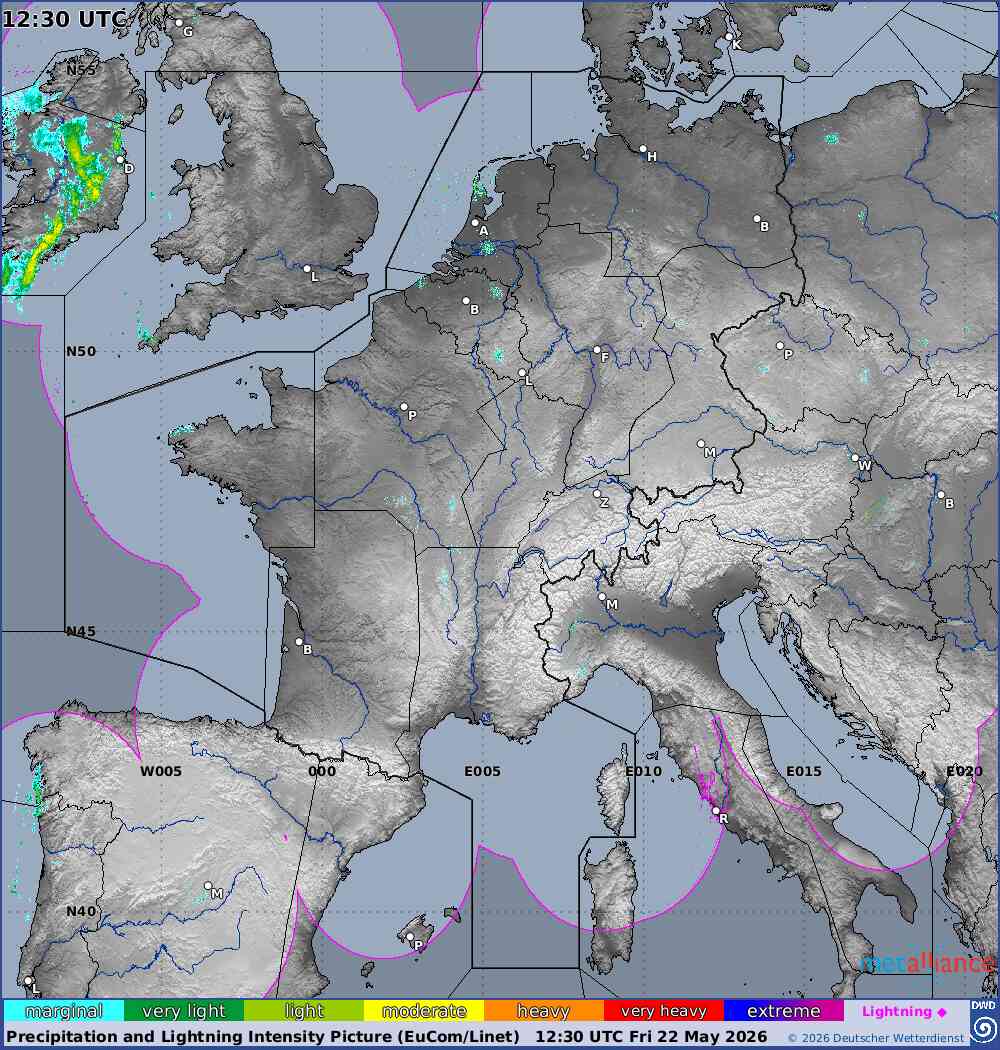 12:30 UTC
G
K
N55
H
D
A
B
L
B
N50
F
P
L
P
M
W
Z
B
M
N45
B
W005
000
E005
E010
E015
E020
R
M
N40
P
L
metalliance
marginal
very light
light
moderate
heavy
very heavy
extreme
Lightning ◆
DWD
Precipitation and Lightning Intensity Picture (EuCom/Linet) 12:30 UTC Fri 22 May 2026 © 2026 Deutscher Wetterdienst